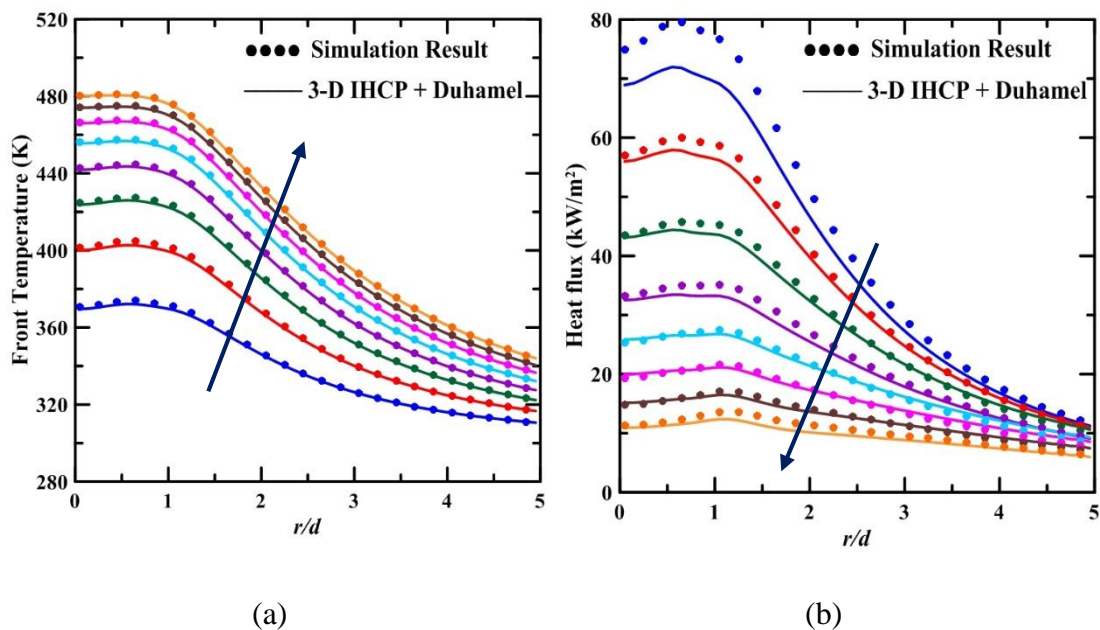 520
480
440
400
360
320
280
0 1 2 3 4 5
Front Temperature (K)
r/d
Simulation Result
3-D IHCP + Duhamel
(a)
80
60
40
20
0
0 1 2 3 4 5
Heat flux (kW/m²)
r/d
Simulation Result
3-D IHCP + Duhamel
(b)